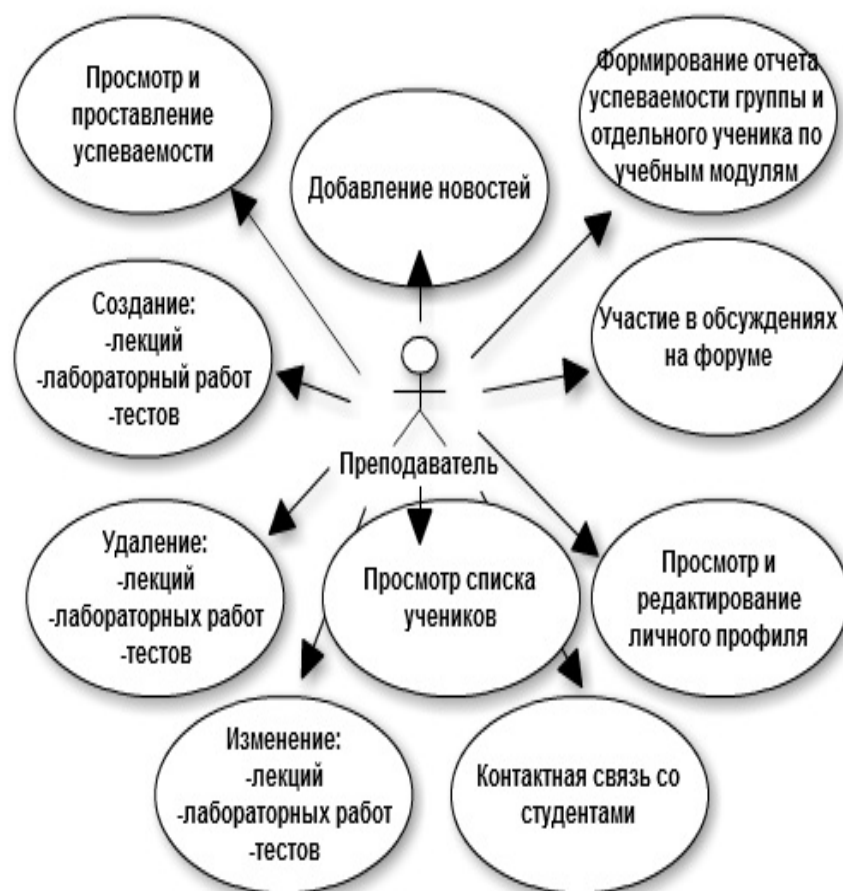 Просмотр и
проставление
успеваемости
Добавление новостей
Формирование отчета
успеваемости группы и
отдельного ученика по
учебным модулям
Создание:
-лекций
-лабораторный работ
-тестов
Участие в обсуждениях
на форуме
Преподаватель
Удаление:
-лекций
-лабораторных работ
-тестов
Просмотр списка
учеников
Просмотр и
редактирование
личного профиля
Изменение:
-лекций
-лабораторных работ
-тестов
Контактная связь со
студентами